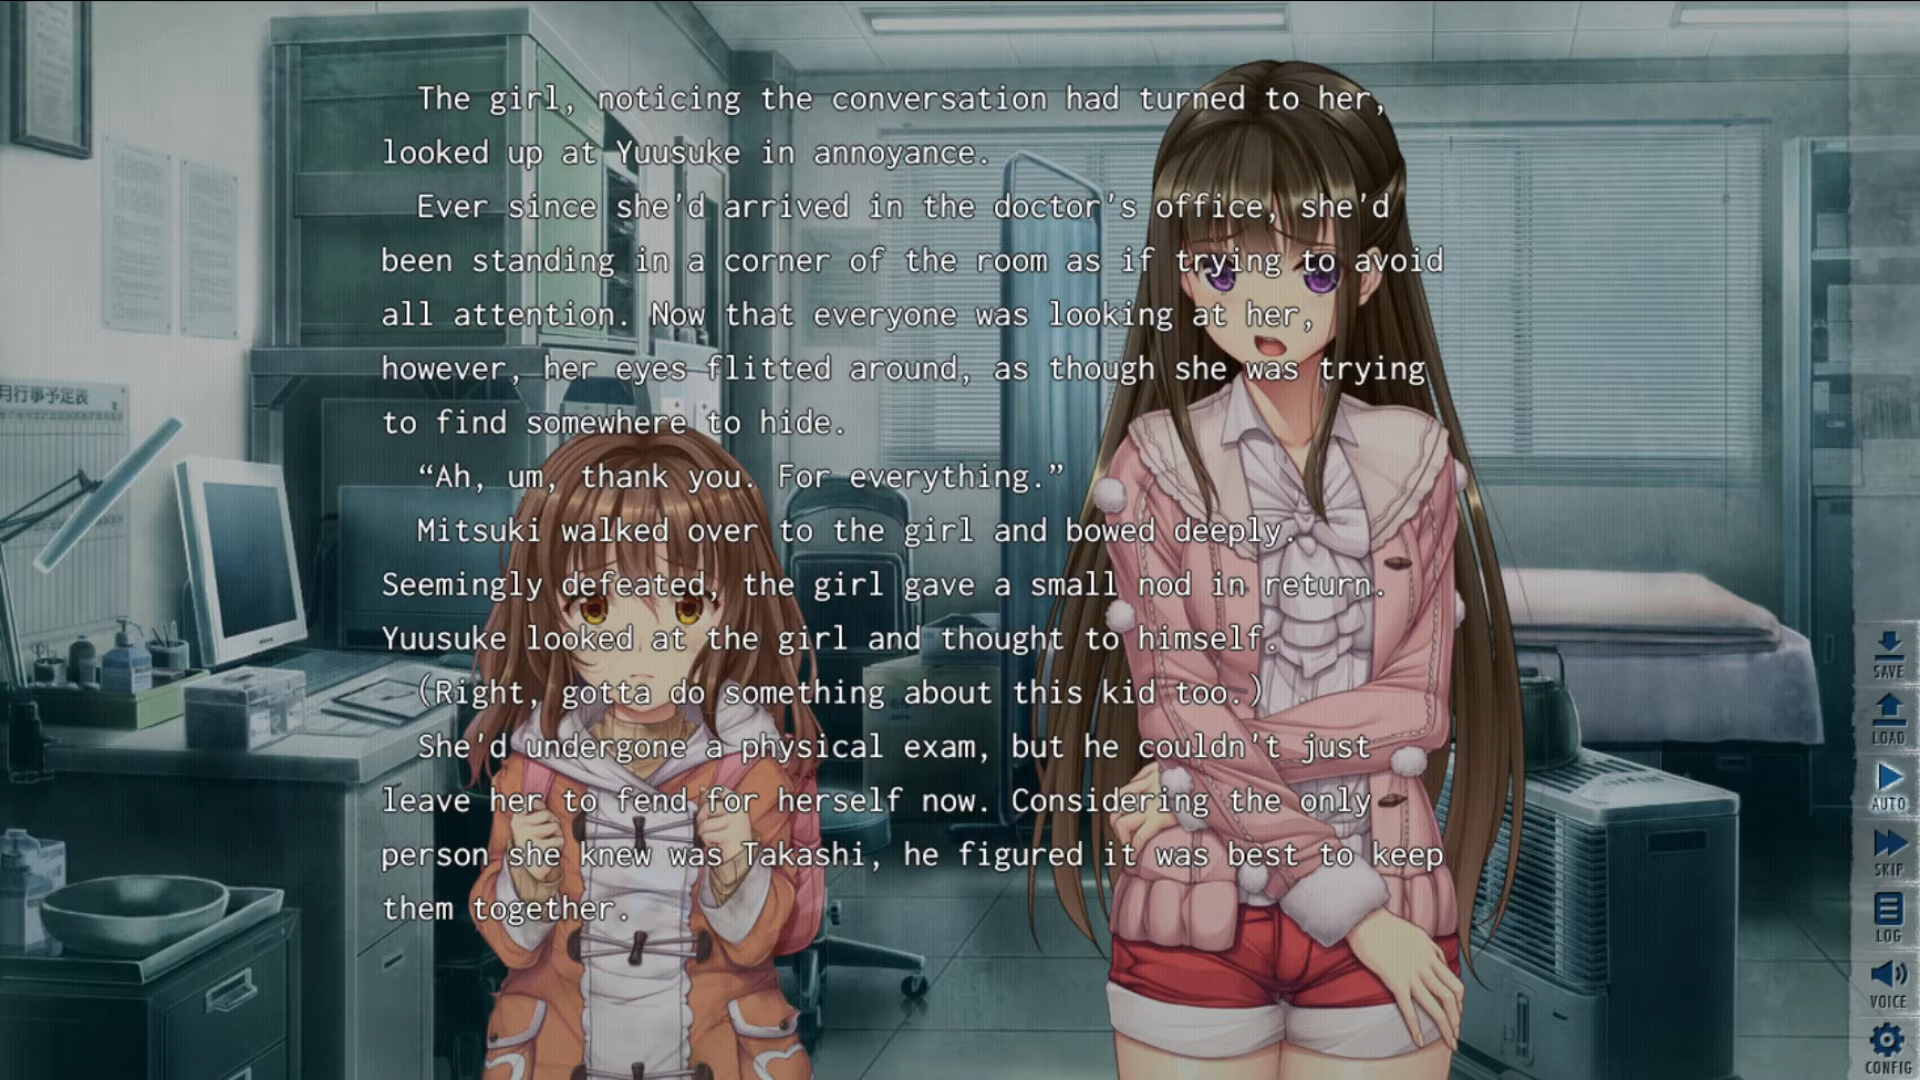 The girl, noticing the conversation had turned to her,
looked up at Yuusuke in annoyance.
Ever since she'd arrived in the doctor's office, she'd
been standing in a corner of the room as if trying to avoid
all attention. Now that everyone was looking at her,
however, her eyes flitted around, as though she was trying
to find somewhere to hide.
“Ah, um, thank you. For everything.”
Mitsuki walked over to the girl and bowed deeply.
Seemingly defeated, the girl gave a small nod in return.
Yuusuke looked at the girl and thought to himself.
(Right, gotta do something about this kid too.)
She'd undergone a physical exam, but he couldn't just
leave her to fend for herself now. Considering the only
person she knew was Takashi, he figured it was best to keep
them together.
月行事予定表
SAVE
LOAD
AUTO
SKIP
LOG
VOICE
CONFIG